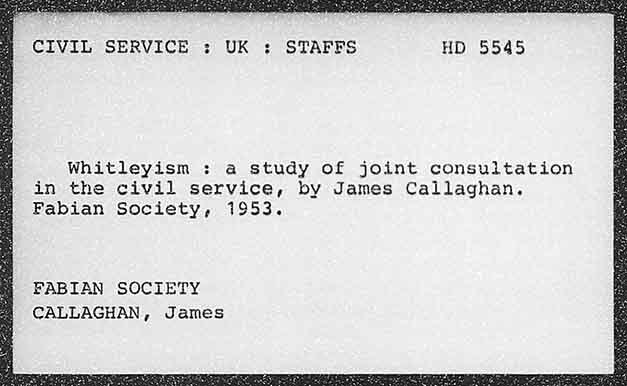 CIVIL SERVICE : UK : STAFFS HD 5545
Whitleyism : a study of joint consultation
in the civil service, by James Callaghan.
Fabian Society, 1953.
FABIAN SOCIETY
CALLAGHAN, James